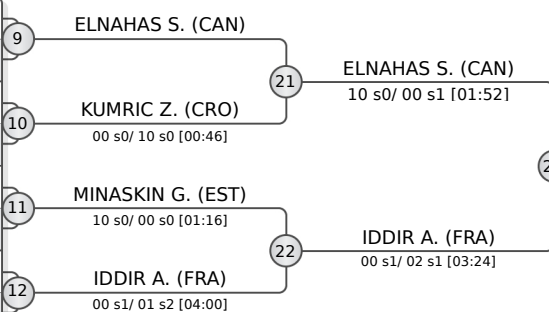 ELNAHAS S. (CAN)
9
21
ELNAHAS S. (CAN)
10 s0/ 00 s1 [01:52]
KUMRIC Z. (CRO)
10
00 s0/ 10 s0 [00:46]
MINASKIN G. (EST)
11
10 s0/ 00 s0 [01:16]
22
IDDIR A. (FRA)
00 s1/ 02 s1 [03:24]
IDDIR A. (FRA)
12
00 s1/ 01 s2 [04:00]